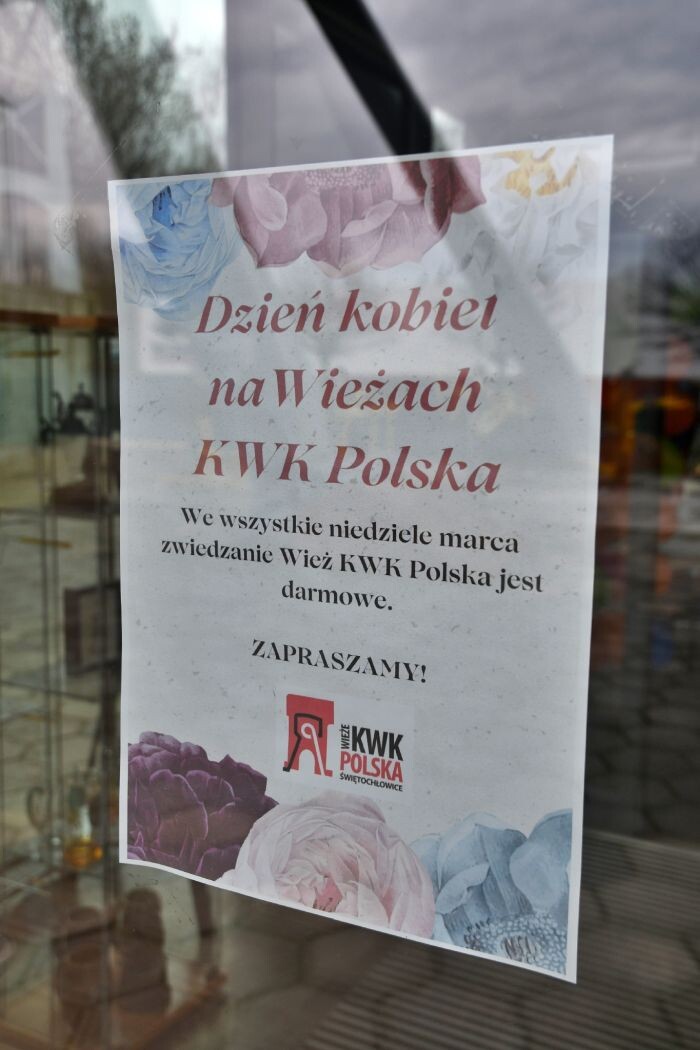 Dzień kobiet
na Wieżach
KWK Polska
We wszystkie niedziele marca
zwiedzanie Wież KWK Polska jest
darmowe.
ZAPRASZAMY!
WIEŻE
KWK
POLSKA
ŚWIĘTOCHŁOWICE